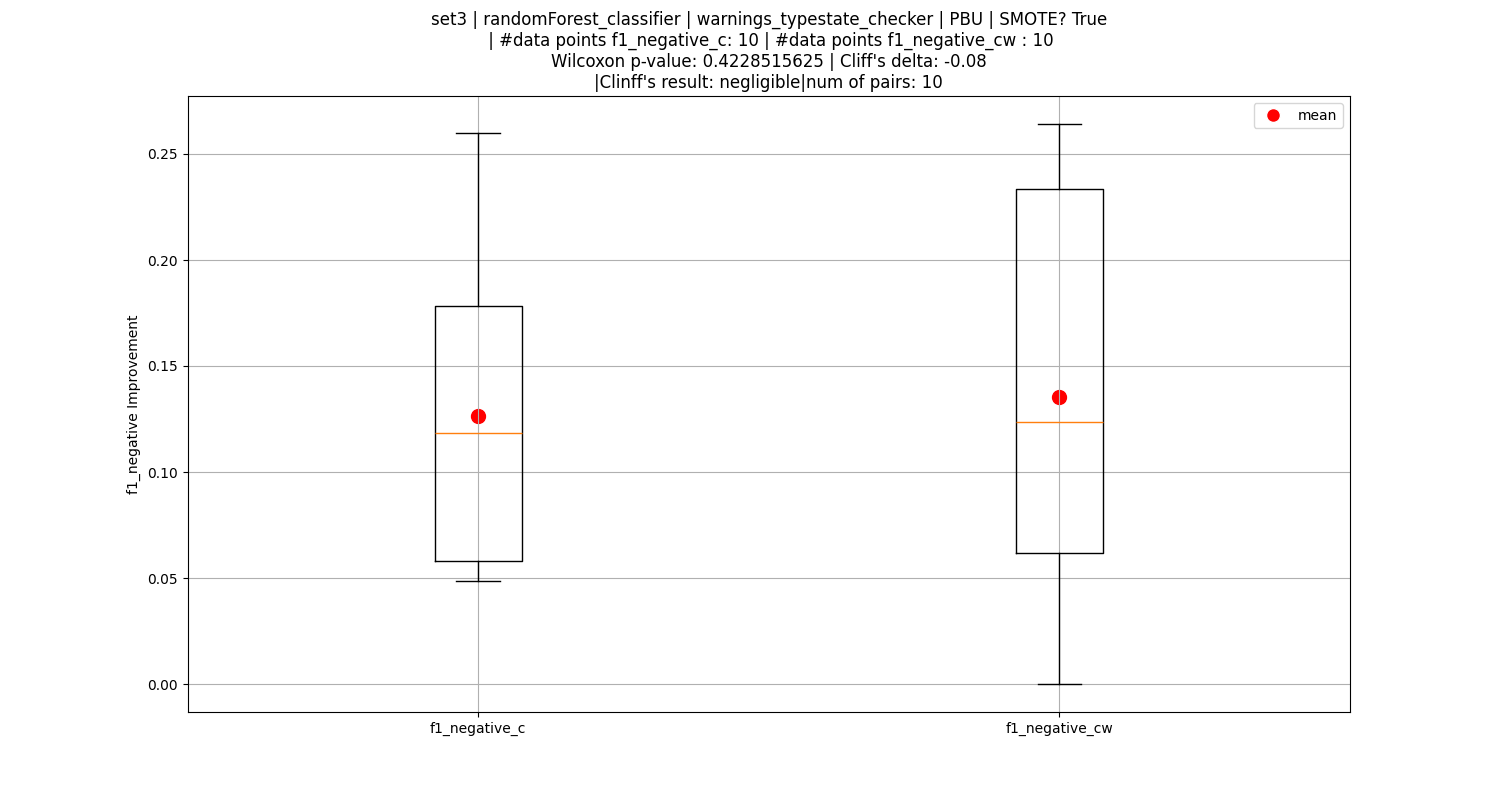 set3 | randomForest_classifier | warnings_typestate_checker | PBU | SMOTE? True
| #data points f1_negative_c: 10 | #data points f1_negative_cw : 10
Wilcoxon p-value: 0.4228515625 | Cliff's delta: -0.08
|Clinff's result: negligible|num of pairs: 10
mean
0.25
0.20
0.15
0.10
0.05
0.00
f1_negative Improvement
f1_negative_c
f1_negative_cw